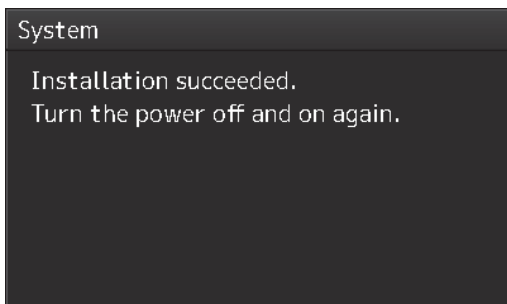 System
Installation succeeded.
Turn the power off and on again.